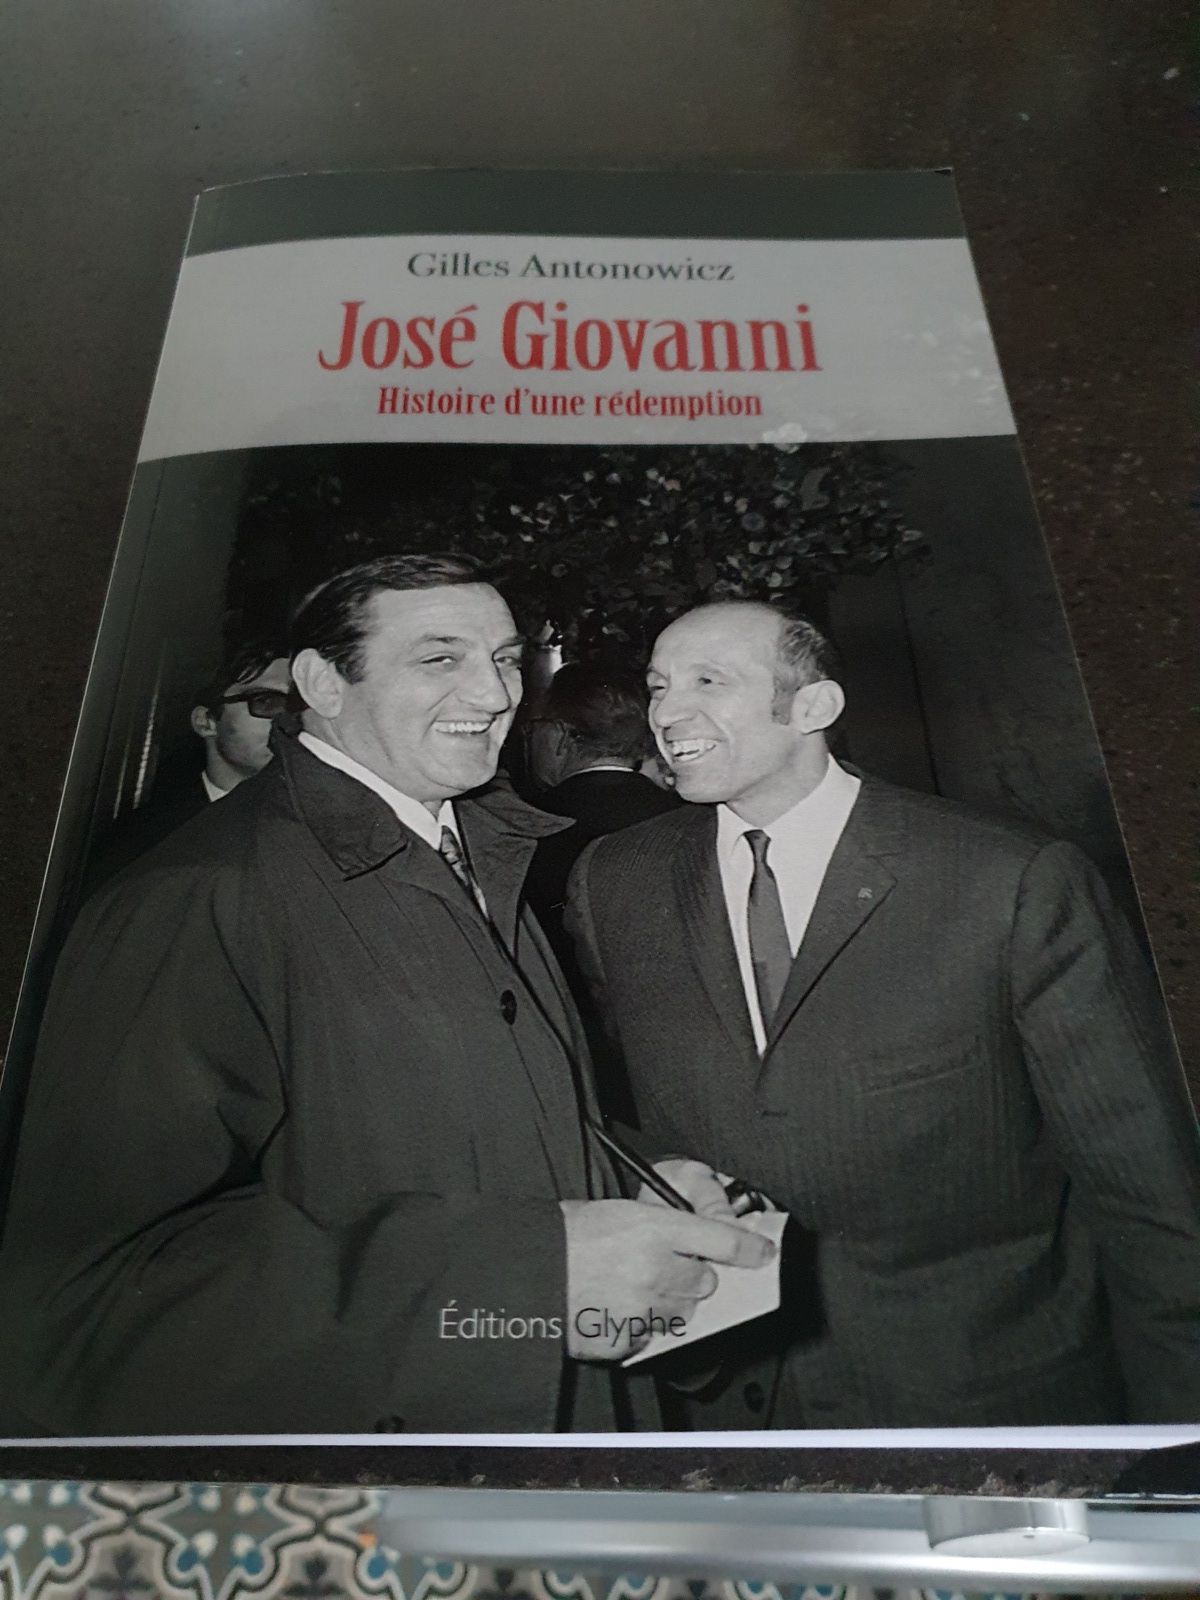 Gilles Antonowicz
José Giovanni
Histoire d'une rédemption
Éditions Glyphe